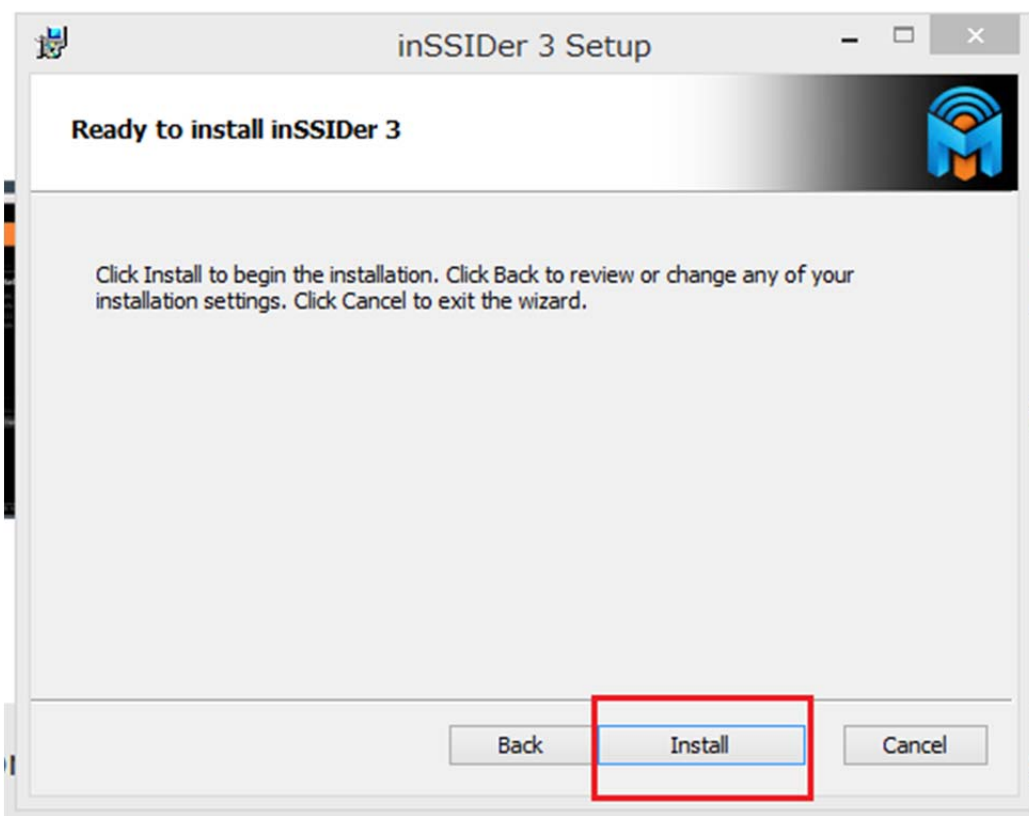 inSSIDer 3 Setup
Ready to install inSSIDer 3
Click Install to begin the installation. Click Back to review or change any of your
installation settings. Click Cancel to exit the wizard.
Back Install Cancel